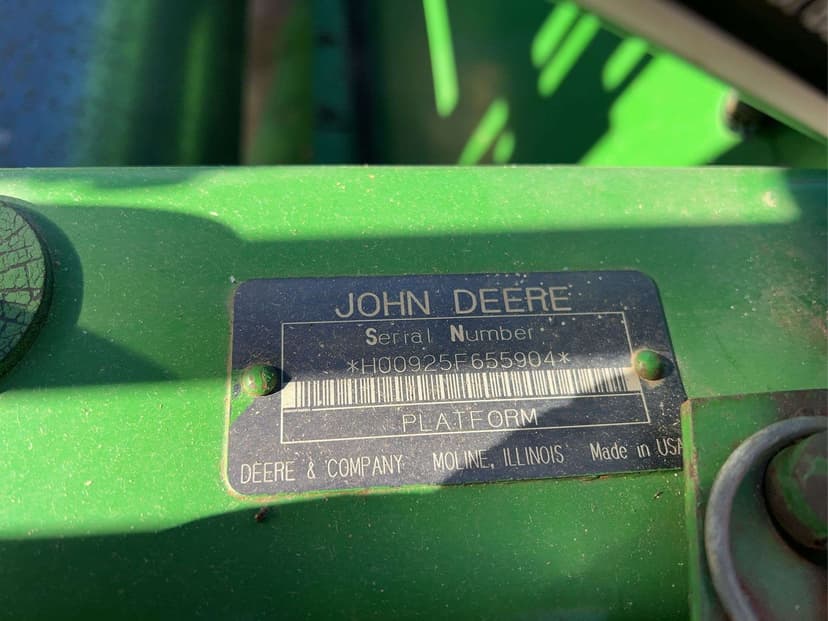 JOHN DEERE
Serial Number
*H00925F655904*
PLATFORM
DEERE & COMPANY MOLINE, ILLINOIS Made in USA